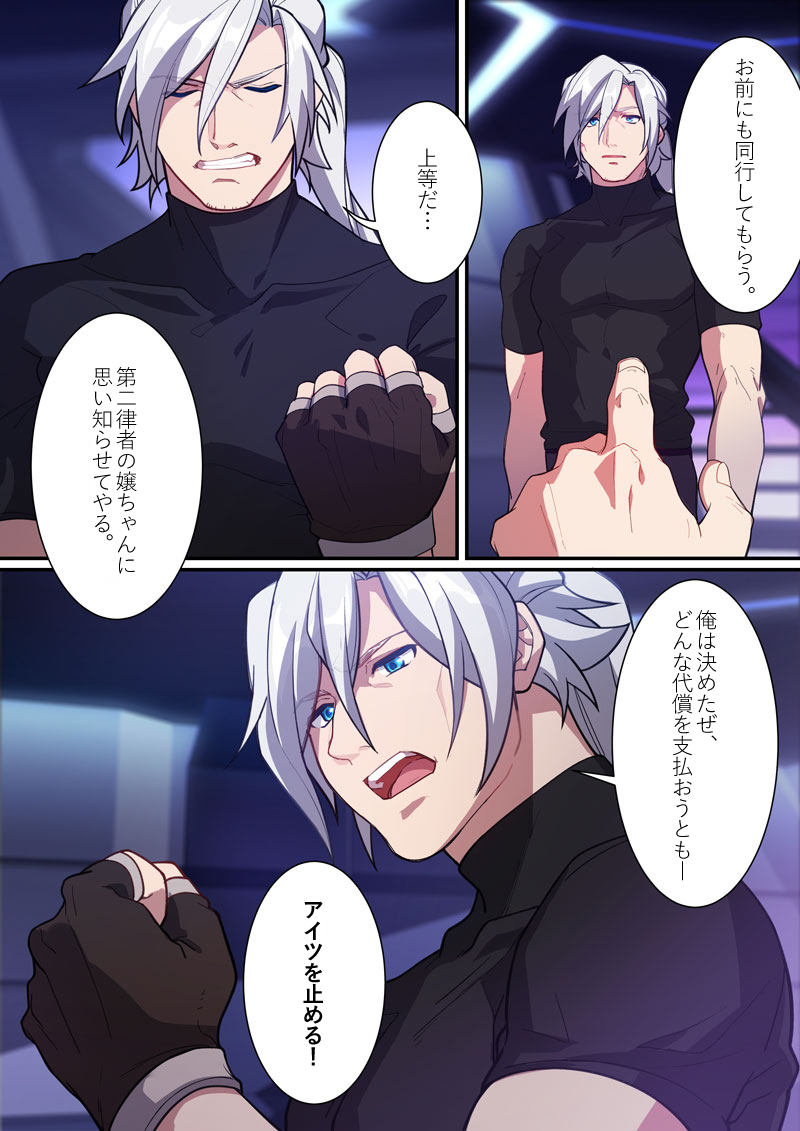 お前にも同行してもらう。
上等だ…
第二律者の嬢ちゃんに
思い知らせてやる。
俺は決めたぜ、
どんな代償を支払おうとも―
アイツを止める！